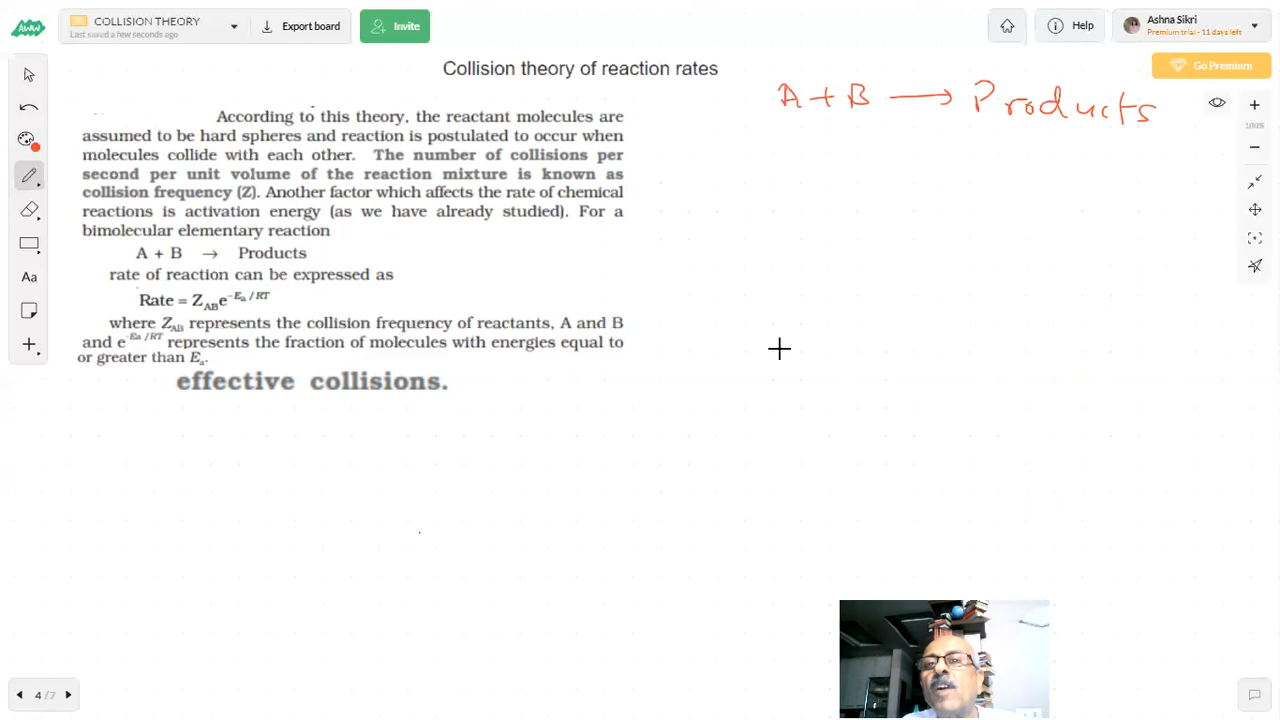 AWW
COLLISION THEORY
Last saved a few seconds ago
Export board
Invite
Help
Ashna Sikri
Premium trial - 11 days left
Go Premium
Collision theory of reaction rates
A + B → Products
100%
According to this theory, the reactant molecules are
assumed to be hard spheres and reaction is postulated to occur when
molecules collide with each other. The number of collisions per
second per unit volume of the reaction mixture is known as
collision frequency (Z). Another factor which affects the rate of chemical
reactions is activation energy (as we have already studied). For a
bimolecular elementary reaction
A + B → Products
rate of reaction can be expressed as
Rate = Z_AB e^(-E_a / RT)
where Z_AB represents the collision frequency of reactants, A and B
and e^(-Ea / RT) represents the fraction of molecules with energies equal to
or greater than E_a.
effective collisions.
Aa
4 / 7